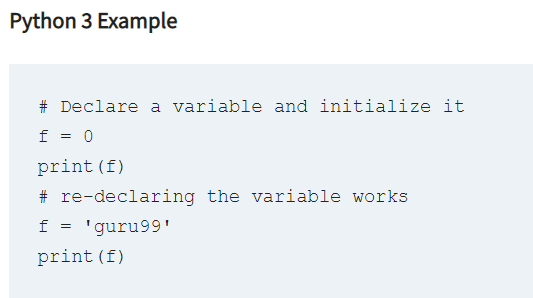 Python 3 Example
# Declare a variable and initialize it
f = 0
print(f)
# re-declaring the variable works
f = 'guru99'
print(f)